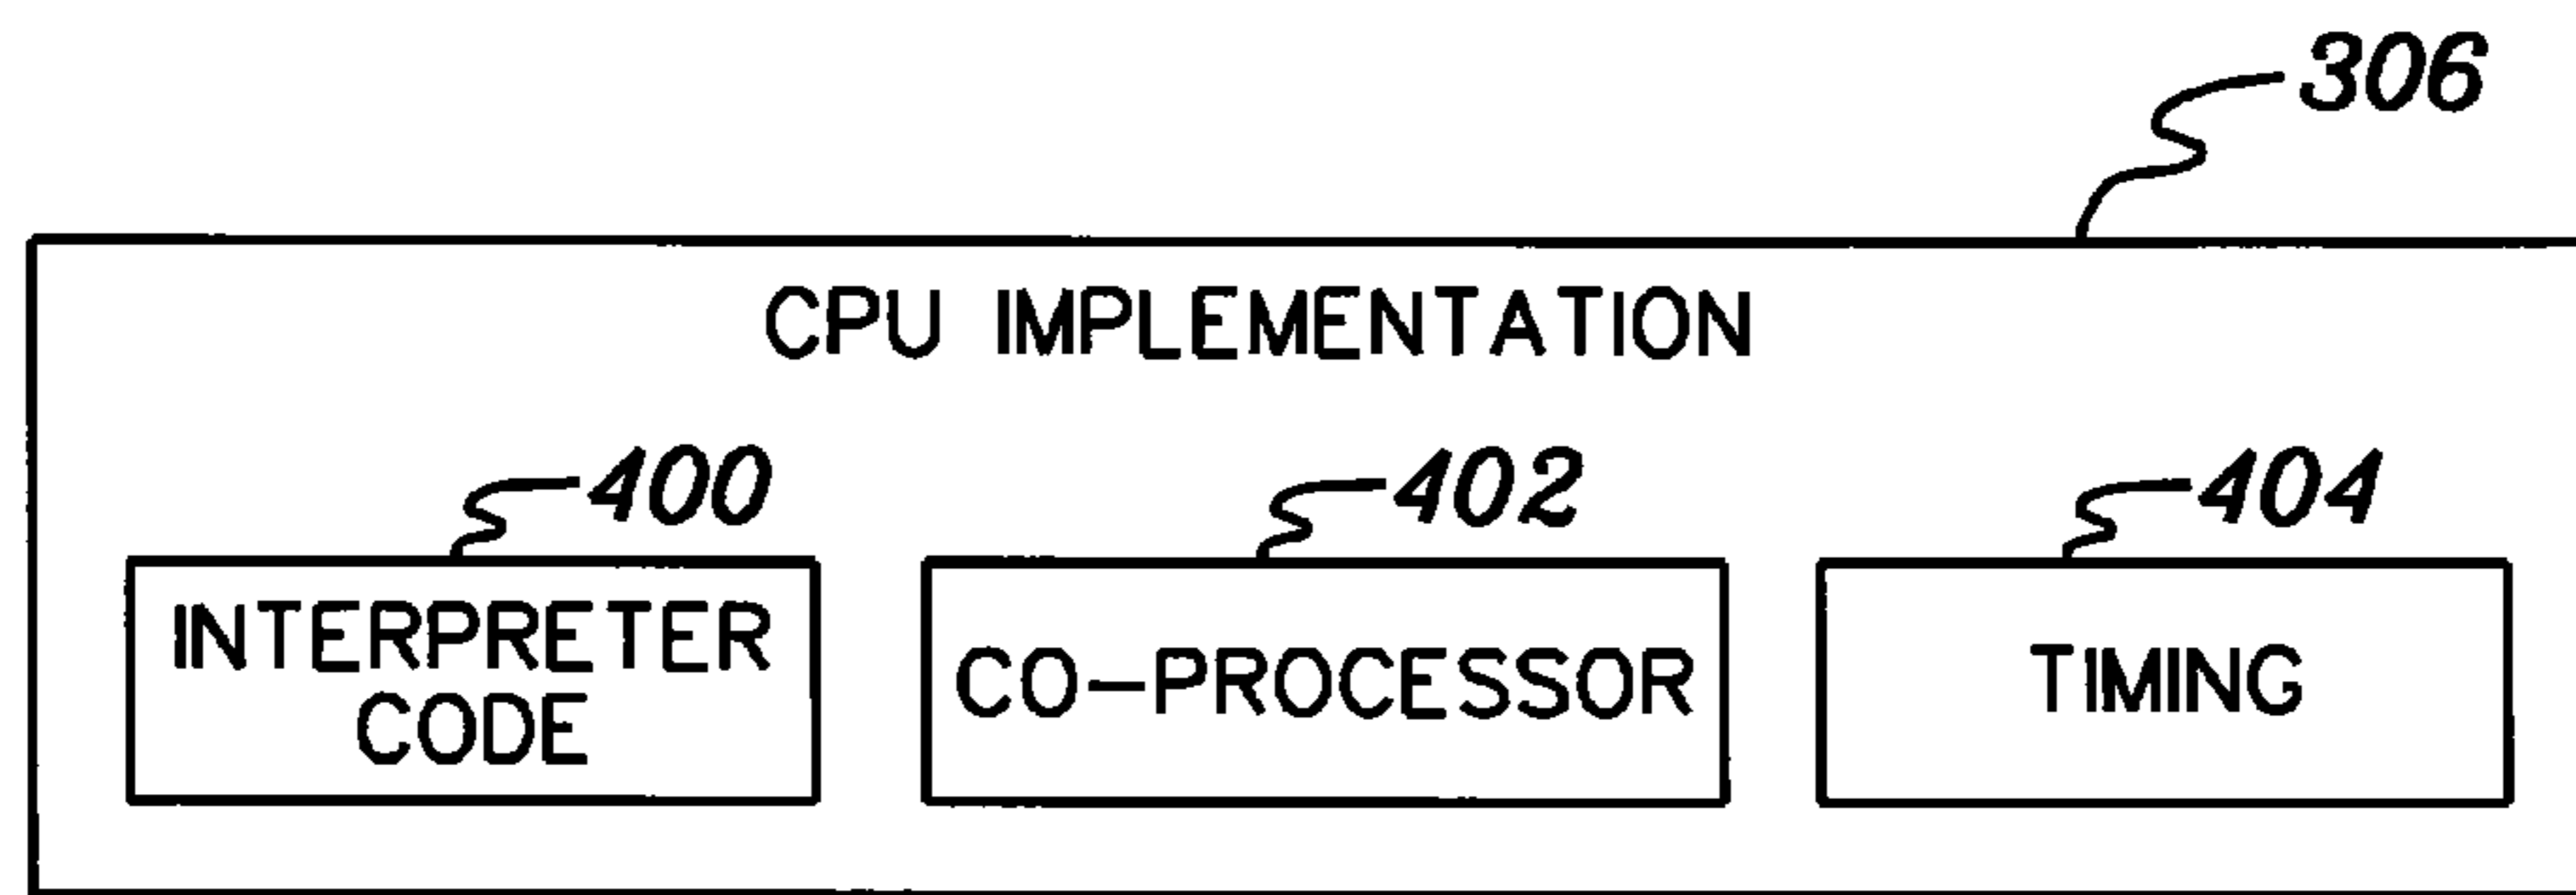 306
CPU IMPLEMENTATION
400
402
404
INTERPRETER
CODE
CO-PROCESSOR
TIMING